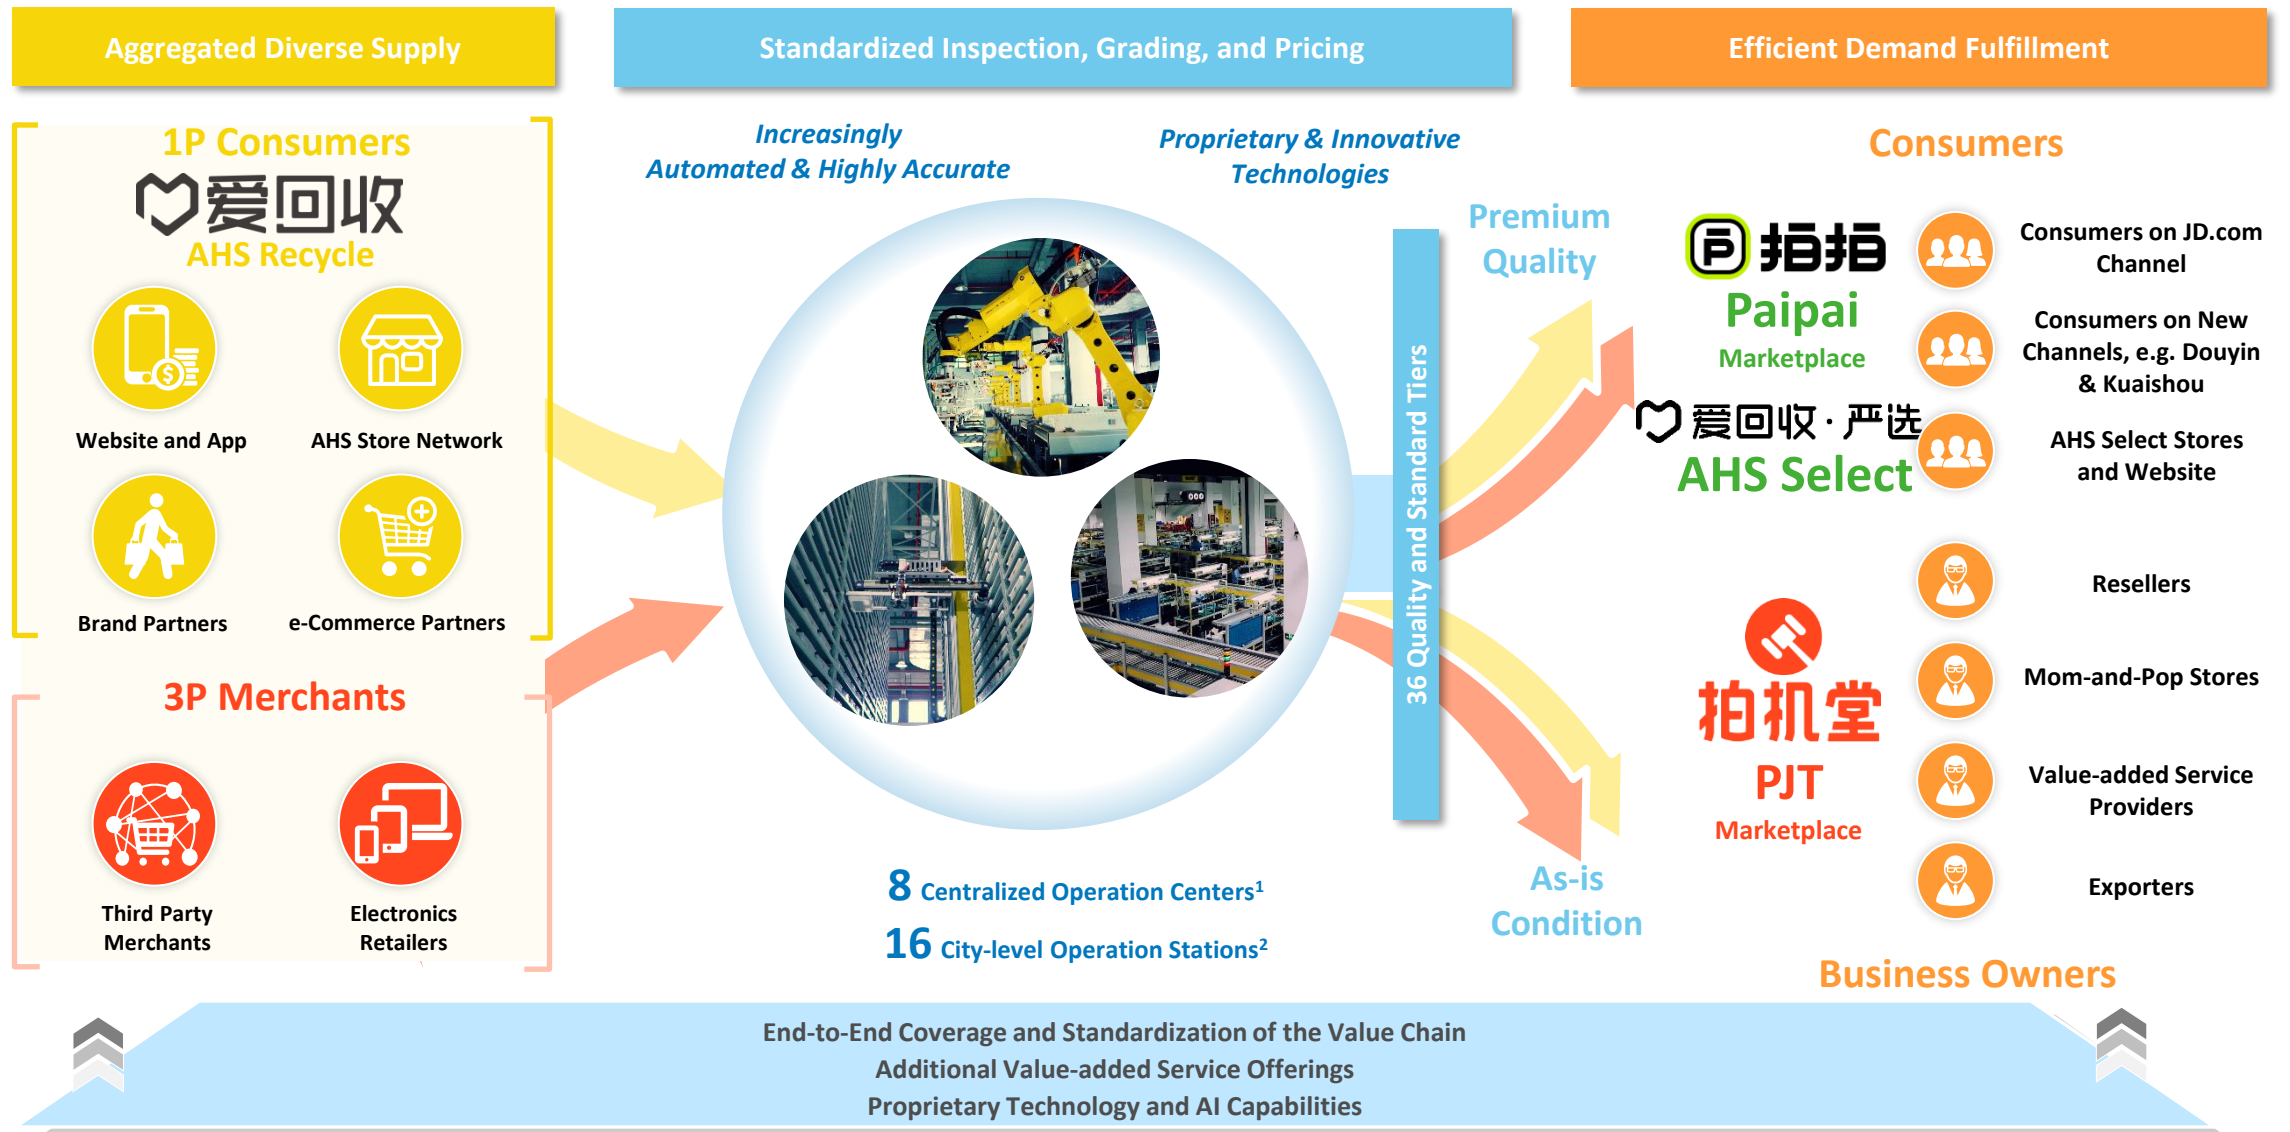 Aggregated Diverse Supply
1P Consumers
爱回收
AHS Recycle
Website and App
AHS Store Network
Brand Partners
e-Commerce Partners
3P Merchants
Third Party
Merchants
Electronics
Retailers
Standardized Inspection, Grading, and Pricing
Increasingly
Automated & Highly Accurate
Proprietary & Innovative
Technologies
36 Quality and Standard Tiers
8 Centralized Operation Centers¹
16 City-level Operation Stations²
Premium
Quality
As-is
Condition
Efficient Demand Fulfillment
Consumers
拍拍
Paipai
Marketplace
爱回收·严选
AHS Select
Consumers on JD.com
Channel
Consumers on New
Channels, e.g. Douyin
& Kuaishou
AHS Select Stores
and Website
拍机堂
PJT
Marketplace
Resellers
Mom-and-Pop Stores
Value-added Service
Providers
Exporters
Business Owners
End-to-End Coverage and Standardization of the Value Chain
Additional Value-added Service Offerings
Proprietary Technology and AI Capabilities